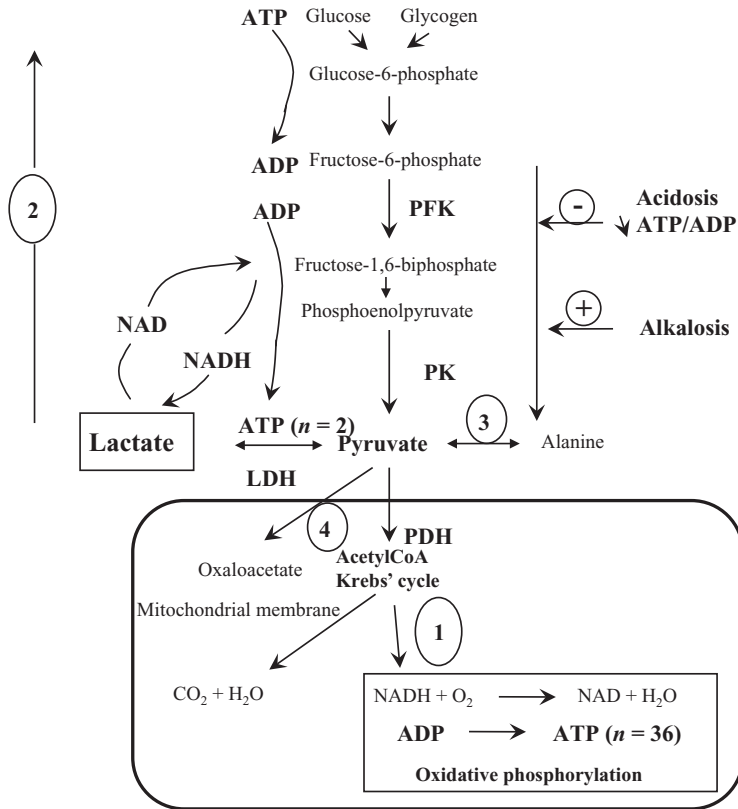 ATP Glucose Glycogen
Glucose-6-phosphate
ADP Fructose-6-phosphate
2
ADP PFK
-
Acidosis
ATP/ADP
Fructose-1,6-biphosphate
Phosphoenolpyruvate
NAD
+
Alkalosis
NADH
PK
ATP (n = 2)
3
Lactate
Pyruvate
Alanine
LDH
4
PDH
Oxaloacetate
AcetylCoA
Krebs’ cycle
Mitochondrial membrane
1
CO₂ + H₂O
NADH + O₂ NAD + H₂O
ADP ATP (n = 36)
Oxidative phosphorylation